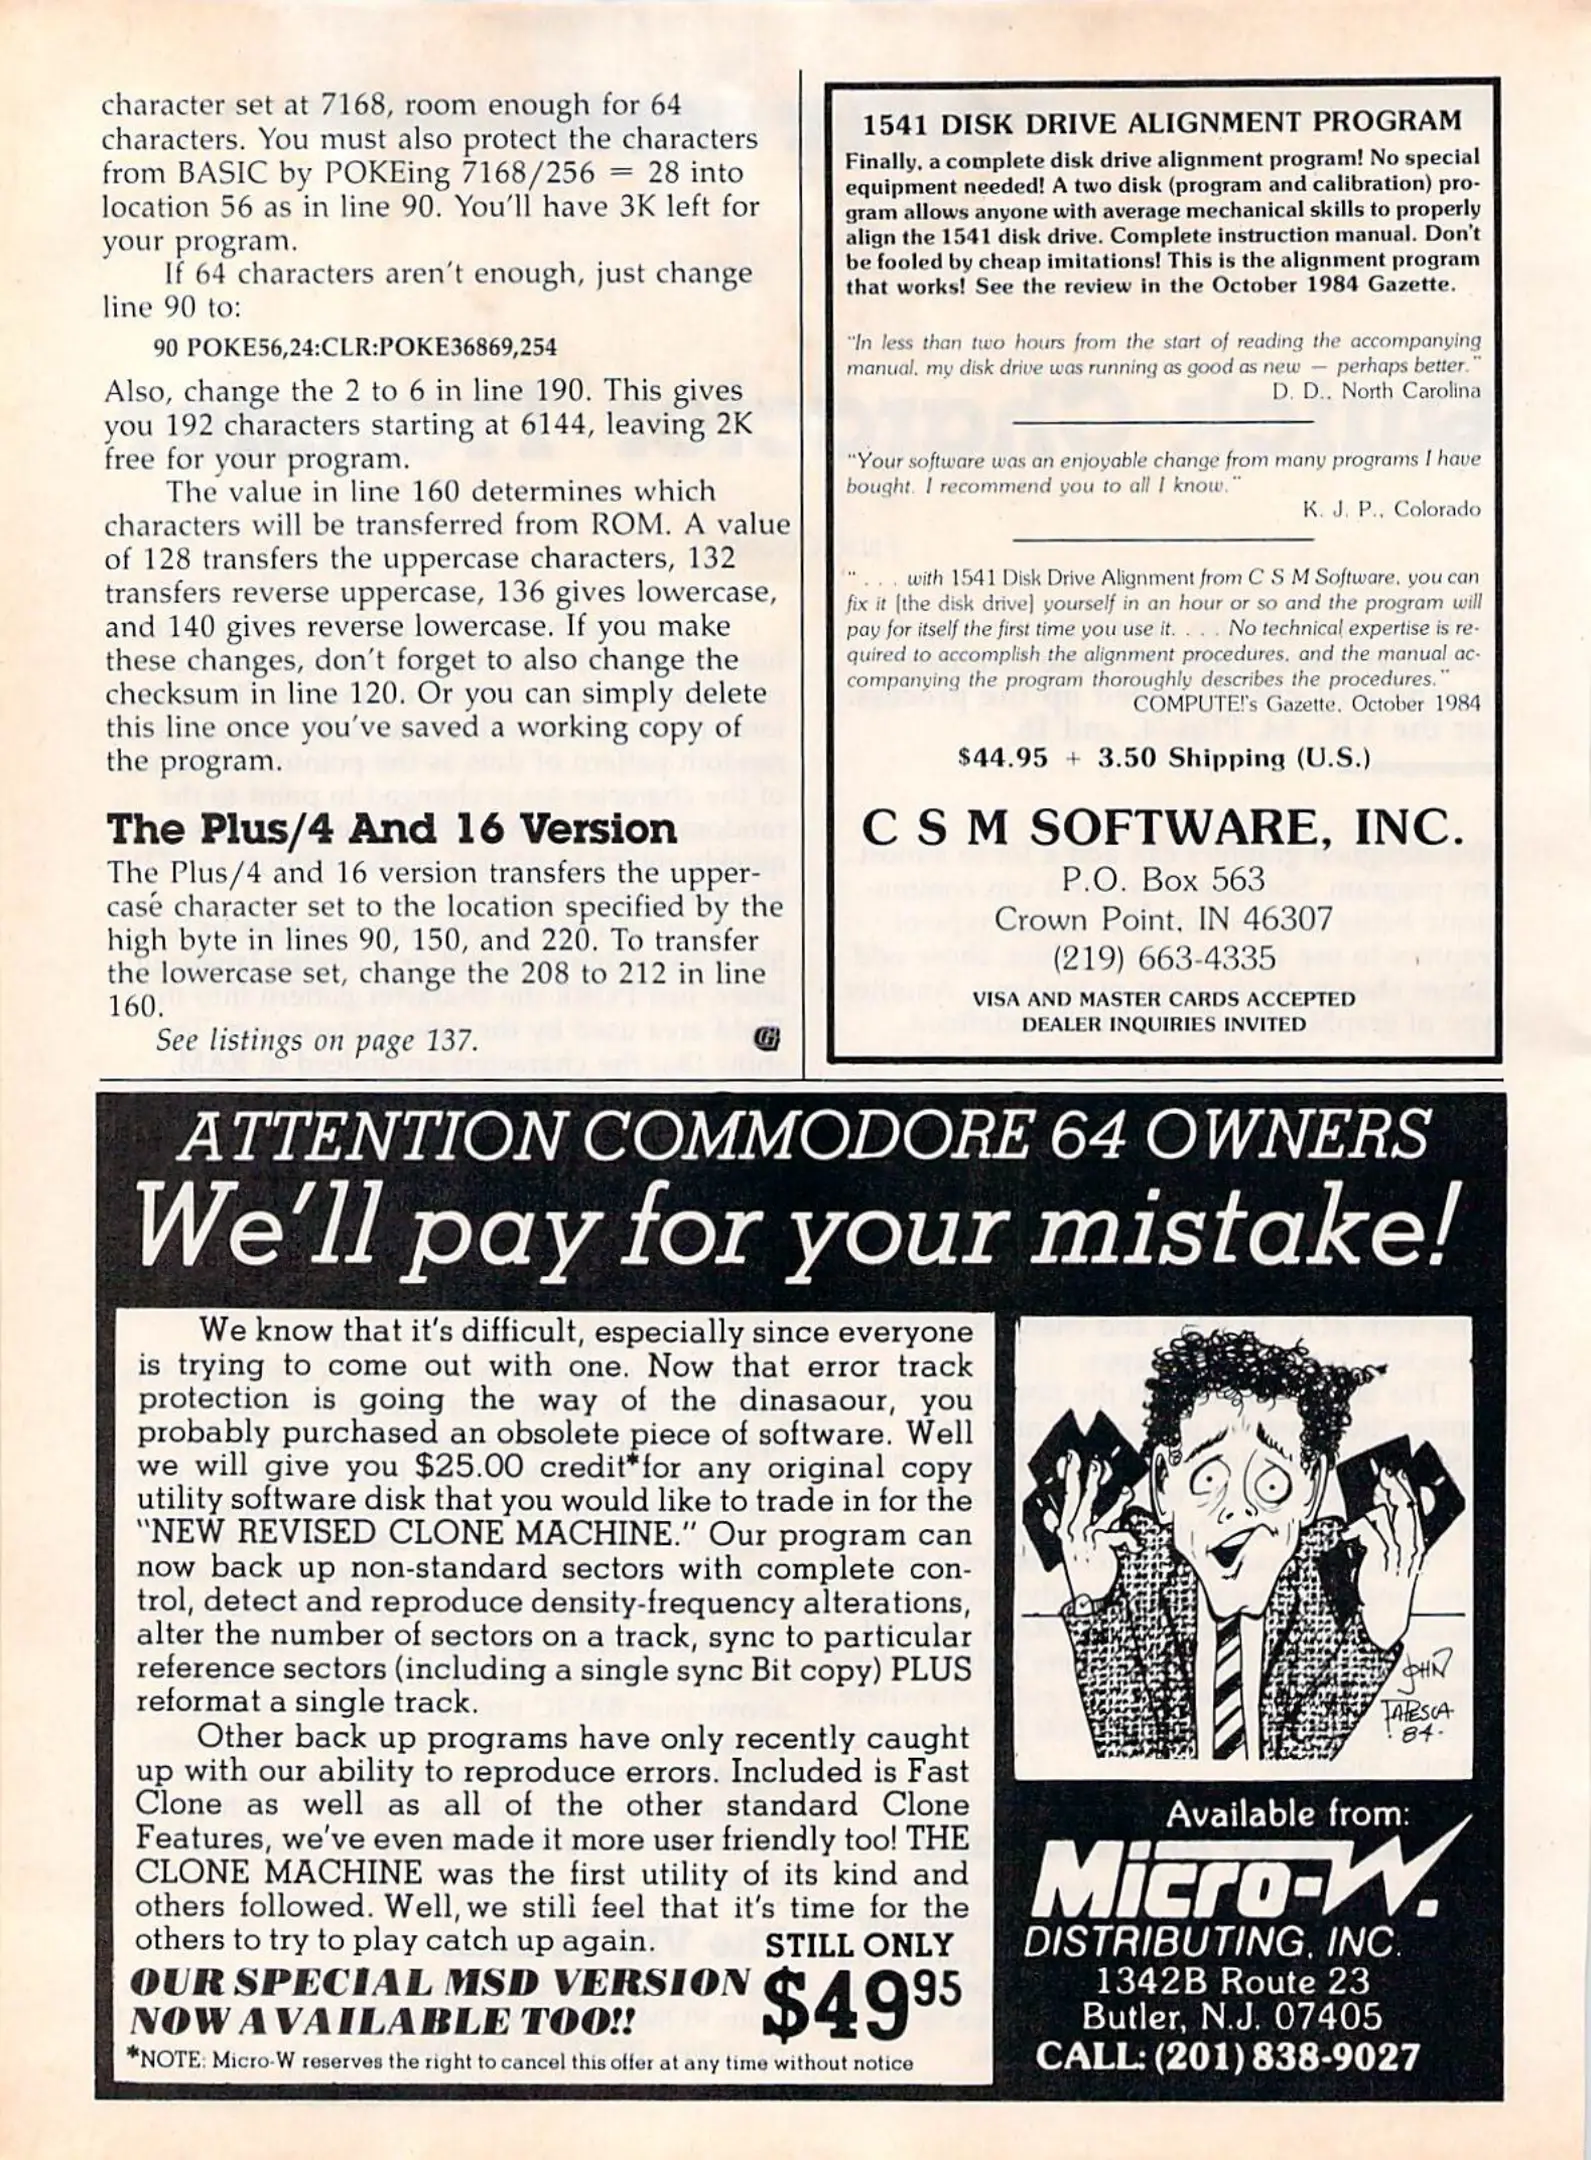 character set at 7168, room enough for 64
characters. You must also protect the characters
from BASIC by POKEing 7168/256 = 28 into
location 56 as in line 90. You'll have 3K left for
your program.
If 64 characters aren't enough, just change
line 90 to:
90 POKE56,24:CLR:POKE36869,254
Also, change the 2 to 6 in line 190. This gives
you 192 characters starting at 6144, leaving 2K
free for your program.
The value in line 160 determines which
characters will be transferred from ROM. A value
of 128 transfers the uppercase characters, 132
transfers reverse uppercase, 136 gives lowercase,
and 140 gives reverse lowercase. If you make
these changes, don't forget to also change the
checksum in line 120. Or you can simply delete
this line once you've saved a working copy of
the program.
The Plus/4 And 16 Version
The Plus/4 and 16 version transfers the upper-
case character set to the location specified by the
high byte in lines 90, 150, and 220. To transfer
the lowercase set, change the 208 to 212 in line
160.
See listings on page 137.
1541 DISK DRIVE ALIGNMENT PROGRAM
Finally, a complete disk drive alignment program! No special
equipment needed! A two disk (program and calibration) pro-
gram allows anyone with average mechanical skills to properly
align the 1541 disk drive. Complete instruction manual. Don't
be fooled by cheap imitations! This is the alignment program
that works! See the review in the October 1984 Gazette.
"In less than two hours from the start of reading the accompanying
manual, my disk drive was running as good as new — perhaps better."
D. D., North Carolina
"Your software was an enjoyable change from many programs I have
bought. I recommend you to all I know."
K. J. P., Colorado
" . . . with 1541 Disk Drive Alignment from C S M Software, you can
fix it [the disk drive] yourself in an hour or so and the program will
pay for itself the first time you use it. . . . No technical expertise is re-
quired to accomplish the alignment procedures, and the manual ac-
companying the program thoroughly describes the procedures."
COMPUTE!'s Gazette, October 1984
$44.95 + 3.50 Shipping (U.S.)
C S M SOFTWARE, INC.
P.O. Box 563
Crown Point, IN 46307
(219) 663-4335
VISA AND MASTER CARDS ACCEPTED
DEALER INQUIRIES INVITED
ATTENTION COMMODORE 64 OWNERS
We'll pay for your mistake!
We know that it's difficult, especially since everyone
is trying to come out with one. Now that error track
protection is going the way of the dinasaour, you
probably purchased an obsolete piece of software. Well
we will give you $25.00 credit*for any original copy
utility software disk that you would like to trade in for the
"NEW REVISED CLONE MACHINE." Our program can
now back up non-standard sectors with complete con-
trol, detect and reproduce density-frequency alterations,
alter the number of sectors on a track, sync to particular
reference sectors (including a single sync Bit copy) PLUS
reformat a single track.
Other back up programs have only recently caught
up with our ability to reproduce errors. Included is Fast
Clone as well as all of the other standard Clone
Features, we've even made it more user friendly too! THE
CLONE MACHINE was the first utility of its kind and
others followed. Well, we still feel that it's time for the
others to try to play catch up again.
STILL ONLY
$49 95
OUR SPECIAL MSD VERSION
NOW AVAILABLE TOO!!
*NOTE: Micro-W reserves the right to cancel this offer at any time without notice
JOHN
84
Available from:
Micro-W.
DISTRIBUTING, INC.
1342B Route 23
Butler, N.J. 07405
CALL: (201) 838-9027